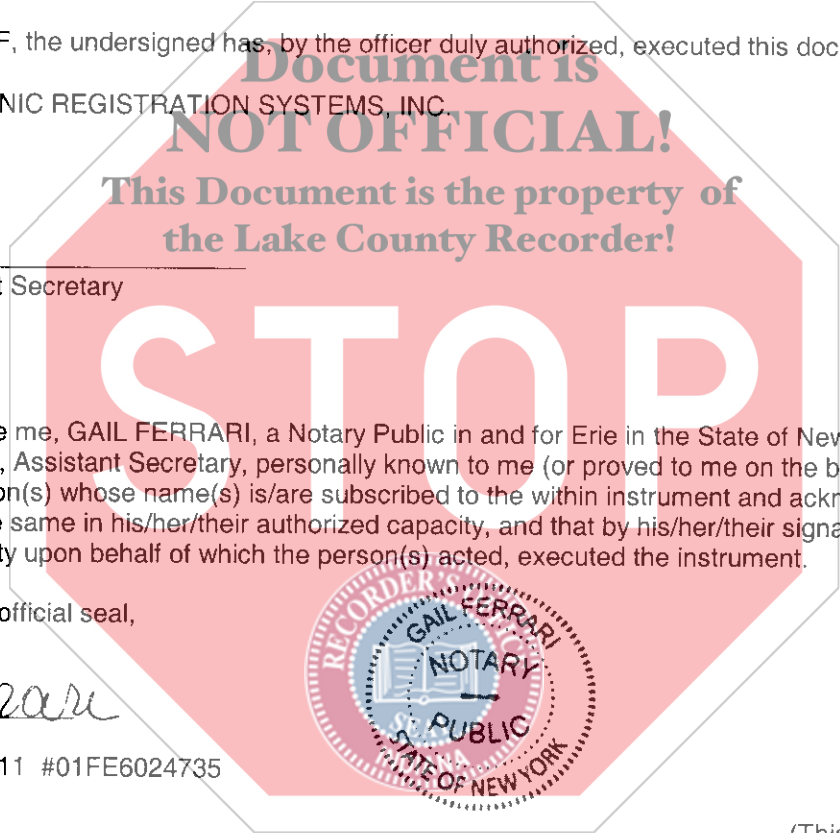 F, the undersigned has, by the officer duly authorized, executed this doc
Document is
NIC REGISTRATION SYSTEMS, INC.
NOT OFFICIAL!
This Document is the property of
the Lake County Recorder!
t Secretary
STOP
e me, GAIL FERRARI, a Notary Public in and for Erie in the State of New
, Assistant Secretary, personally known to me (or proved to me on the b
on(s) whose name(s) is/are subscribed to the within instrument and ackn
e same in his/her/their authorized capacity, and that by his/her/their signa
ty upon behalf of which the person(s) acted, executed the instrument.
official seal,
RECORDER'S OFFICE
SEAL
INDIANA
GAIL FERRARI
NOTARY
PUBLIC
STATE OF NEW YORK
11 #01FE6024735
(This